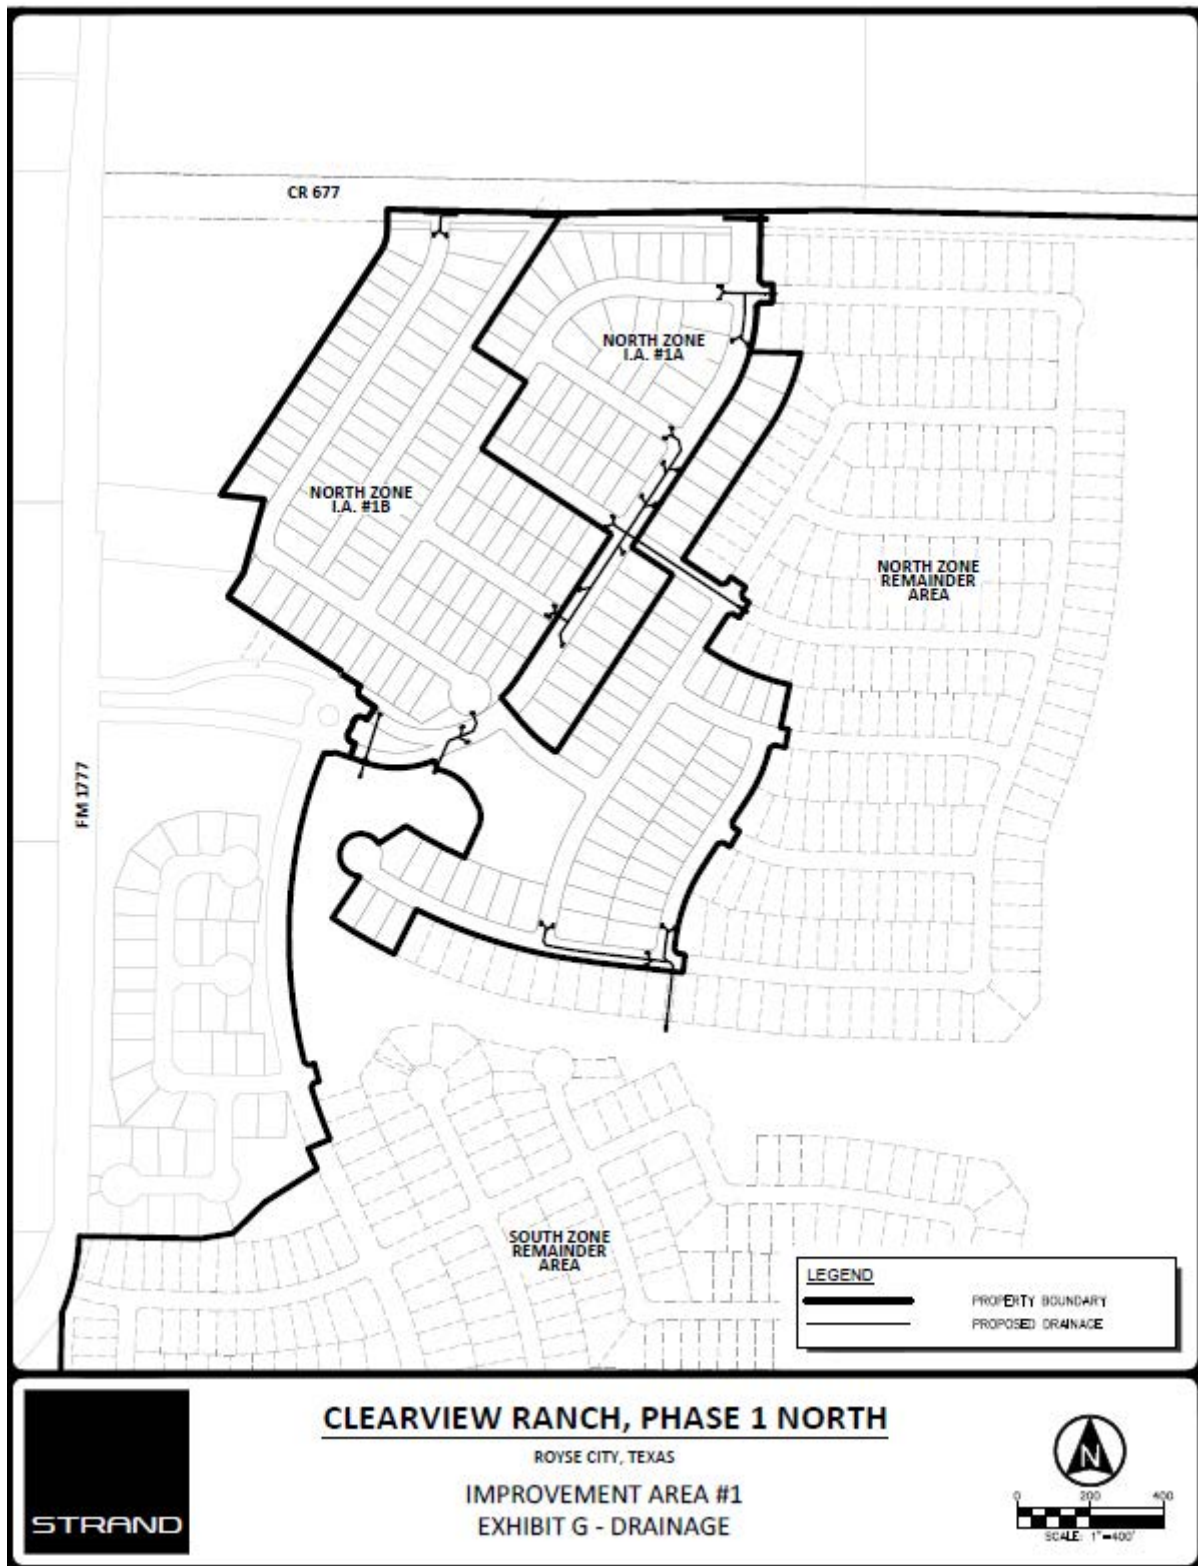 CR 677
NORTH ZONE
I.A. #1A
NORTH ZONE
I.A. #1B
NORTH ZONE
REMAINDER
AREA
FM 1777
SOUTH ZONE
REMAINDER
AREA
LEGEND
PROPERTY BOUNDARY
PROPOSED DRAINAGE
STRAND
CLEARVIEW RANCH, PHASE 1 NORTH
ROYSE CITY, TEXAS
IMPROVEMENT AREA #1
EXHIBIT G - DRAINAGE
N
0 200 400
SCALE: 1"=400'